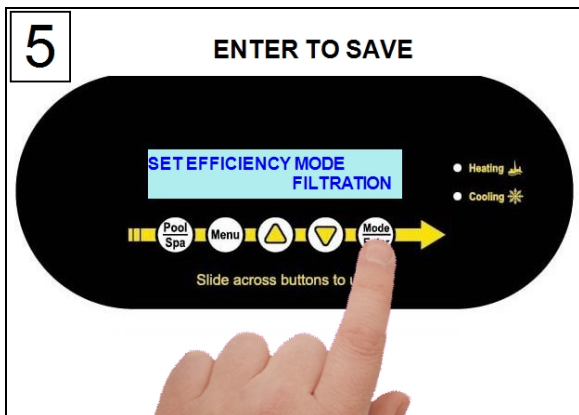 5
ENTER TO SAVE
SET EFFICIENCY MODE
FILTRATION
Heating
Cooling
Pool
Spa
Menu
Mode
Slide across buttons to